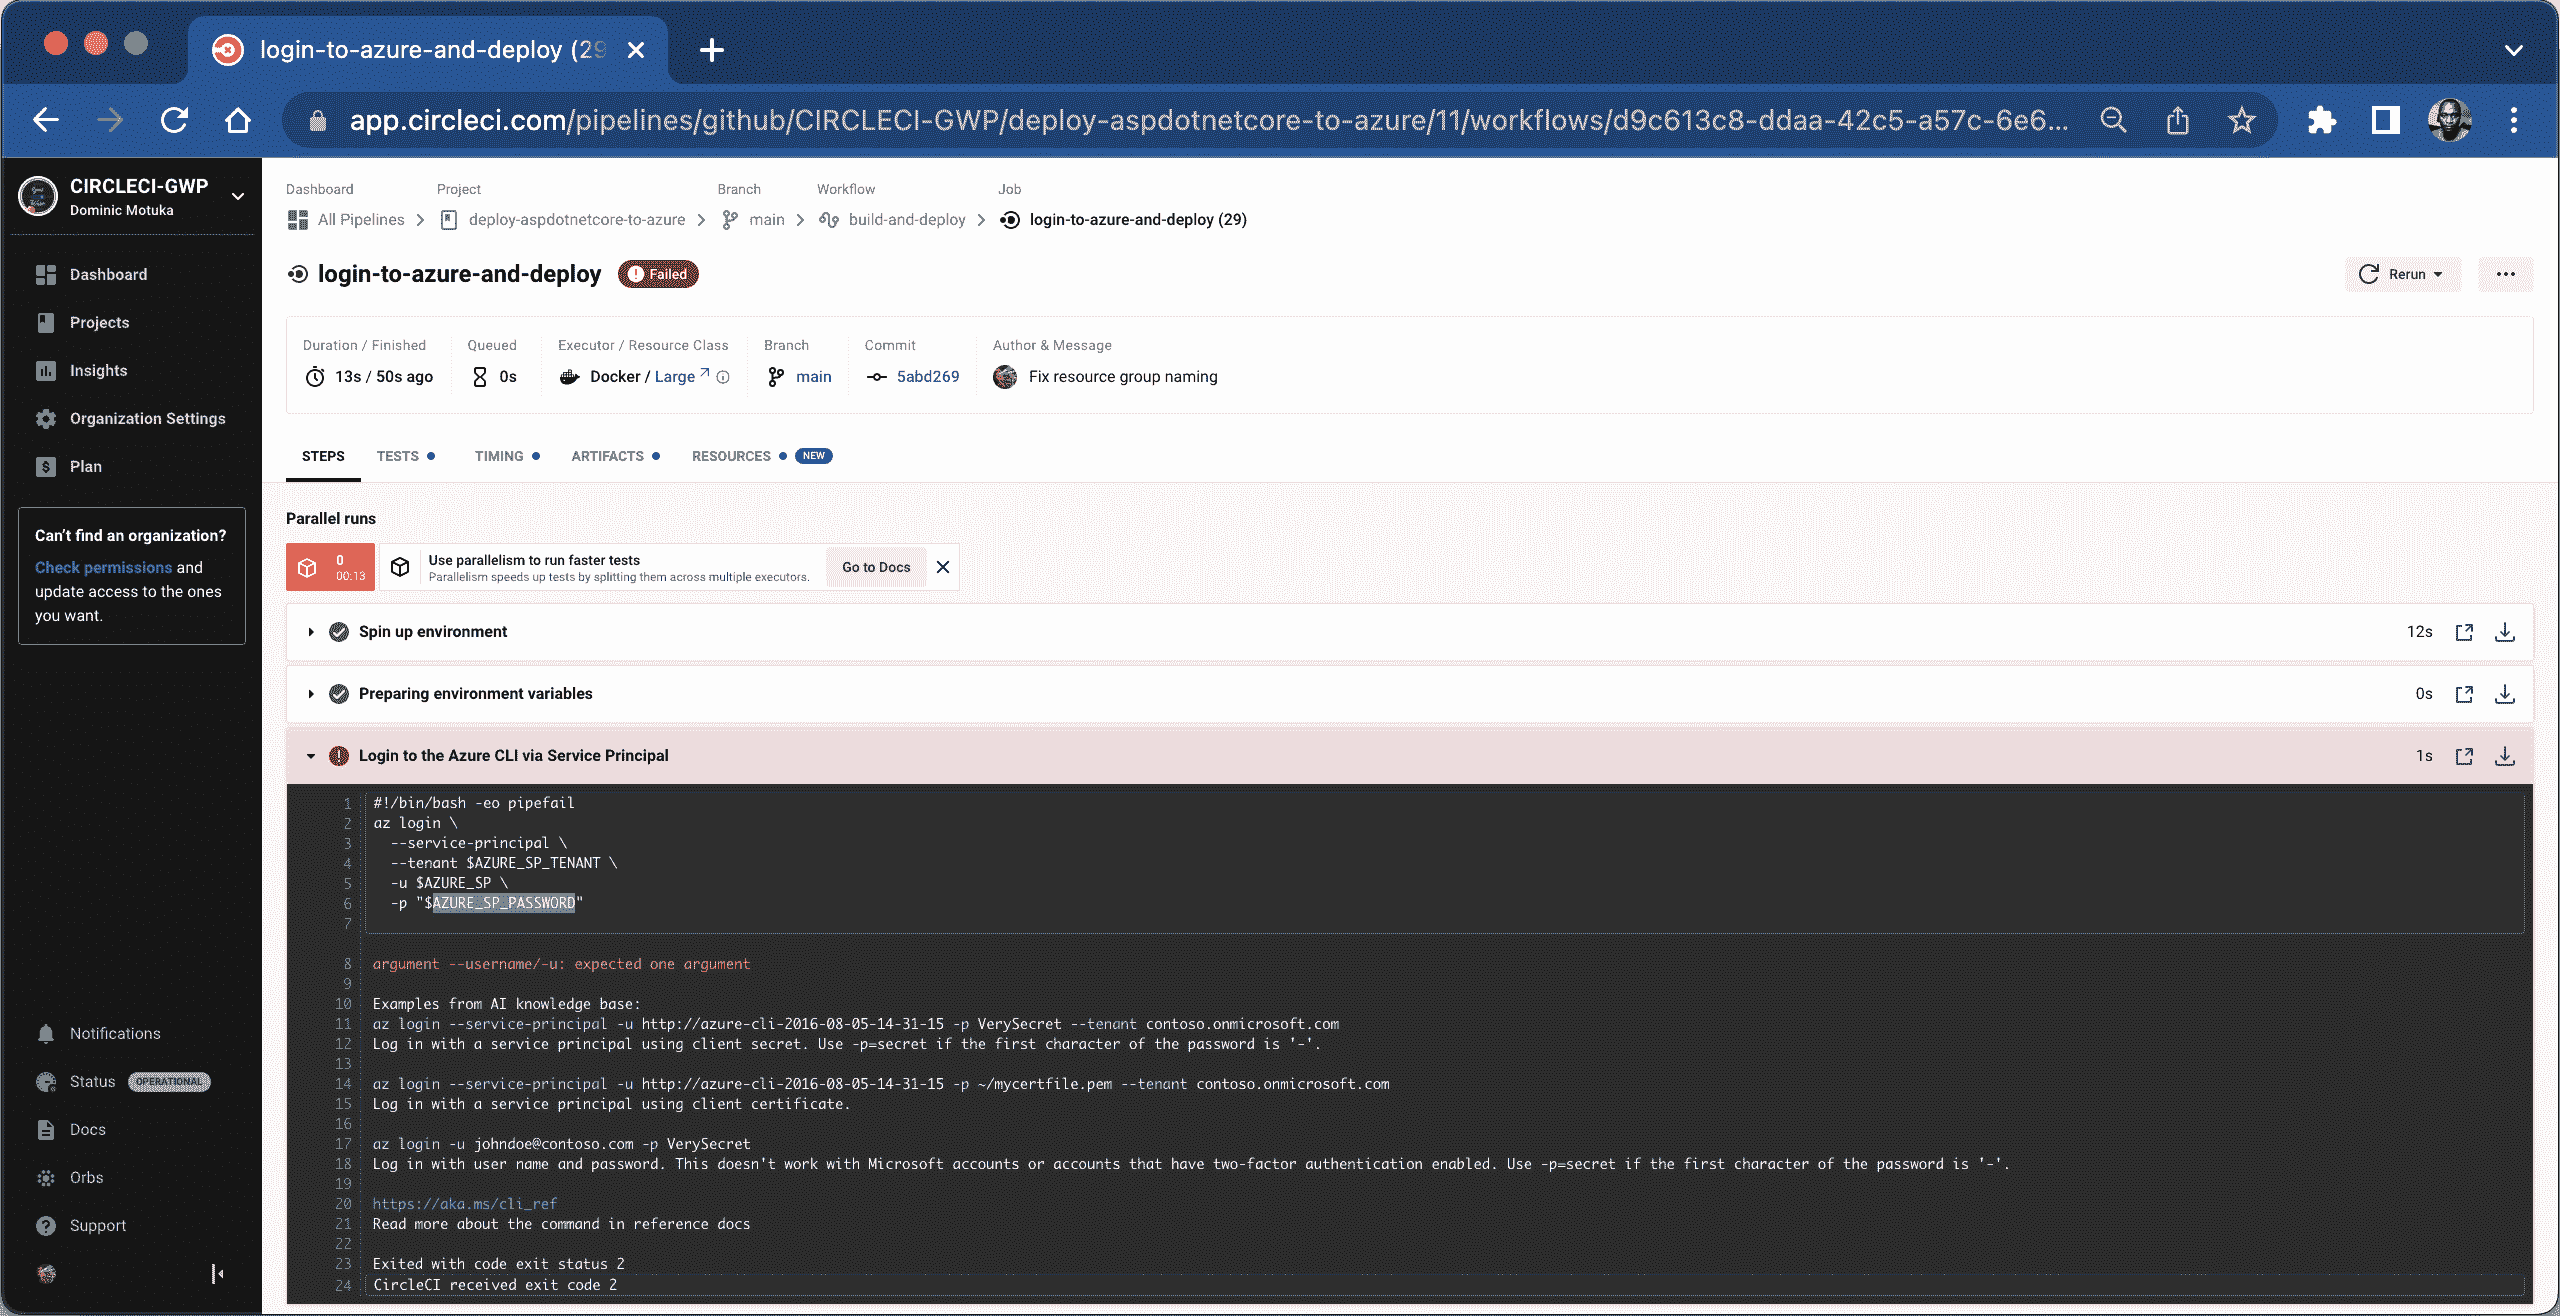 login-to-azure-and-deploy (29
app.circleci.com/pipelines/github/CIRCLECI-GWP/deploy-aspdotnetcore-to-azure/11/workflows/d9c613c8-ddaa-42c5-a57c-6e6...
CIRCLECI-GWP
Dominic Motuka
Dashboard
Projects
Insights
Organization Settings
Plan
Can't find an organization?
Check permissions and
update access to the ones
you want.
Notifications
Status OPERATIONAL
Docs
Orbs
Support
Dashboard Project Branch Workflow Job
All Pipelines deploy-aspdotnetcore-to-azure main build-and-deploy login-to-azure-and-deploy (29)
login-to-azure-and-deploy Failed Rerun
Duration / Finished Queued Executor / Resource Class Branch Commit Author & Message
13s / 50s ago 0s Docker / Large main 5abd269 Fix resource group naming
STEPS TESTS TIMING ARTIFACTS RESOURCES NEW
Parallel runs
0
00:13
Use parallelism to run faster tests
Parallelism speeds up tests by splitting them across multiple executors.
Go to Docs
Spin up environment 12s
Preparing environment variables 0s
Login to the Azure CLI via Service Principal 1s
1 #!/bin/bash -eo pipefail
2 az login \
3 --service-principal \
4 --tenant $AZURE_SP_TENANT \
5 -u $AZURE_SP \
6 -p "$AZURE_SP_PASSWORD"
7
8 argument --username/-u: expected one argument
9
10 Examples from AI knowledge base:
11 az login --service-principal -u http://azure-cli-2016-08-05-14-31-15 -p VerySecret --tenant contoso.onmicrosoft.com
12 Log in with a service principal using client secret. Use -p=secret if the first character of the password is '-'.
13
14 az login --service-principal -u http://azure-cli-2016-08-05-14-31-15 -p ~/mycertfile.pem --tenant contoso.onmicrosoft.com
15 Log in with a service principal using client certificate.
16
17 az login -u johndoe@contoso.com -p VerySecret
18 Log in with user name and password. This doesn't work with Microsoft accounts or accounts that have two-factor authentication enabled. Use -p=secret if the first character of the password is '-'.
19
20 https://aka.ms/cli_ref
21 Read more about the command in reference docs
22
23 Exited with code exit status 2
24 CircleCI received exit code 2